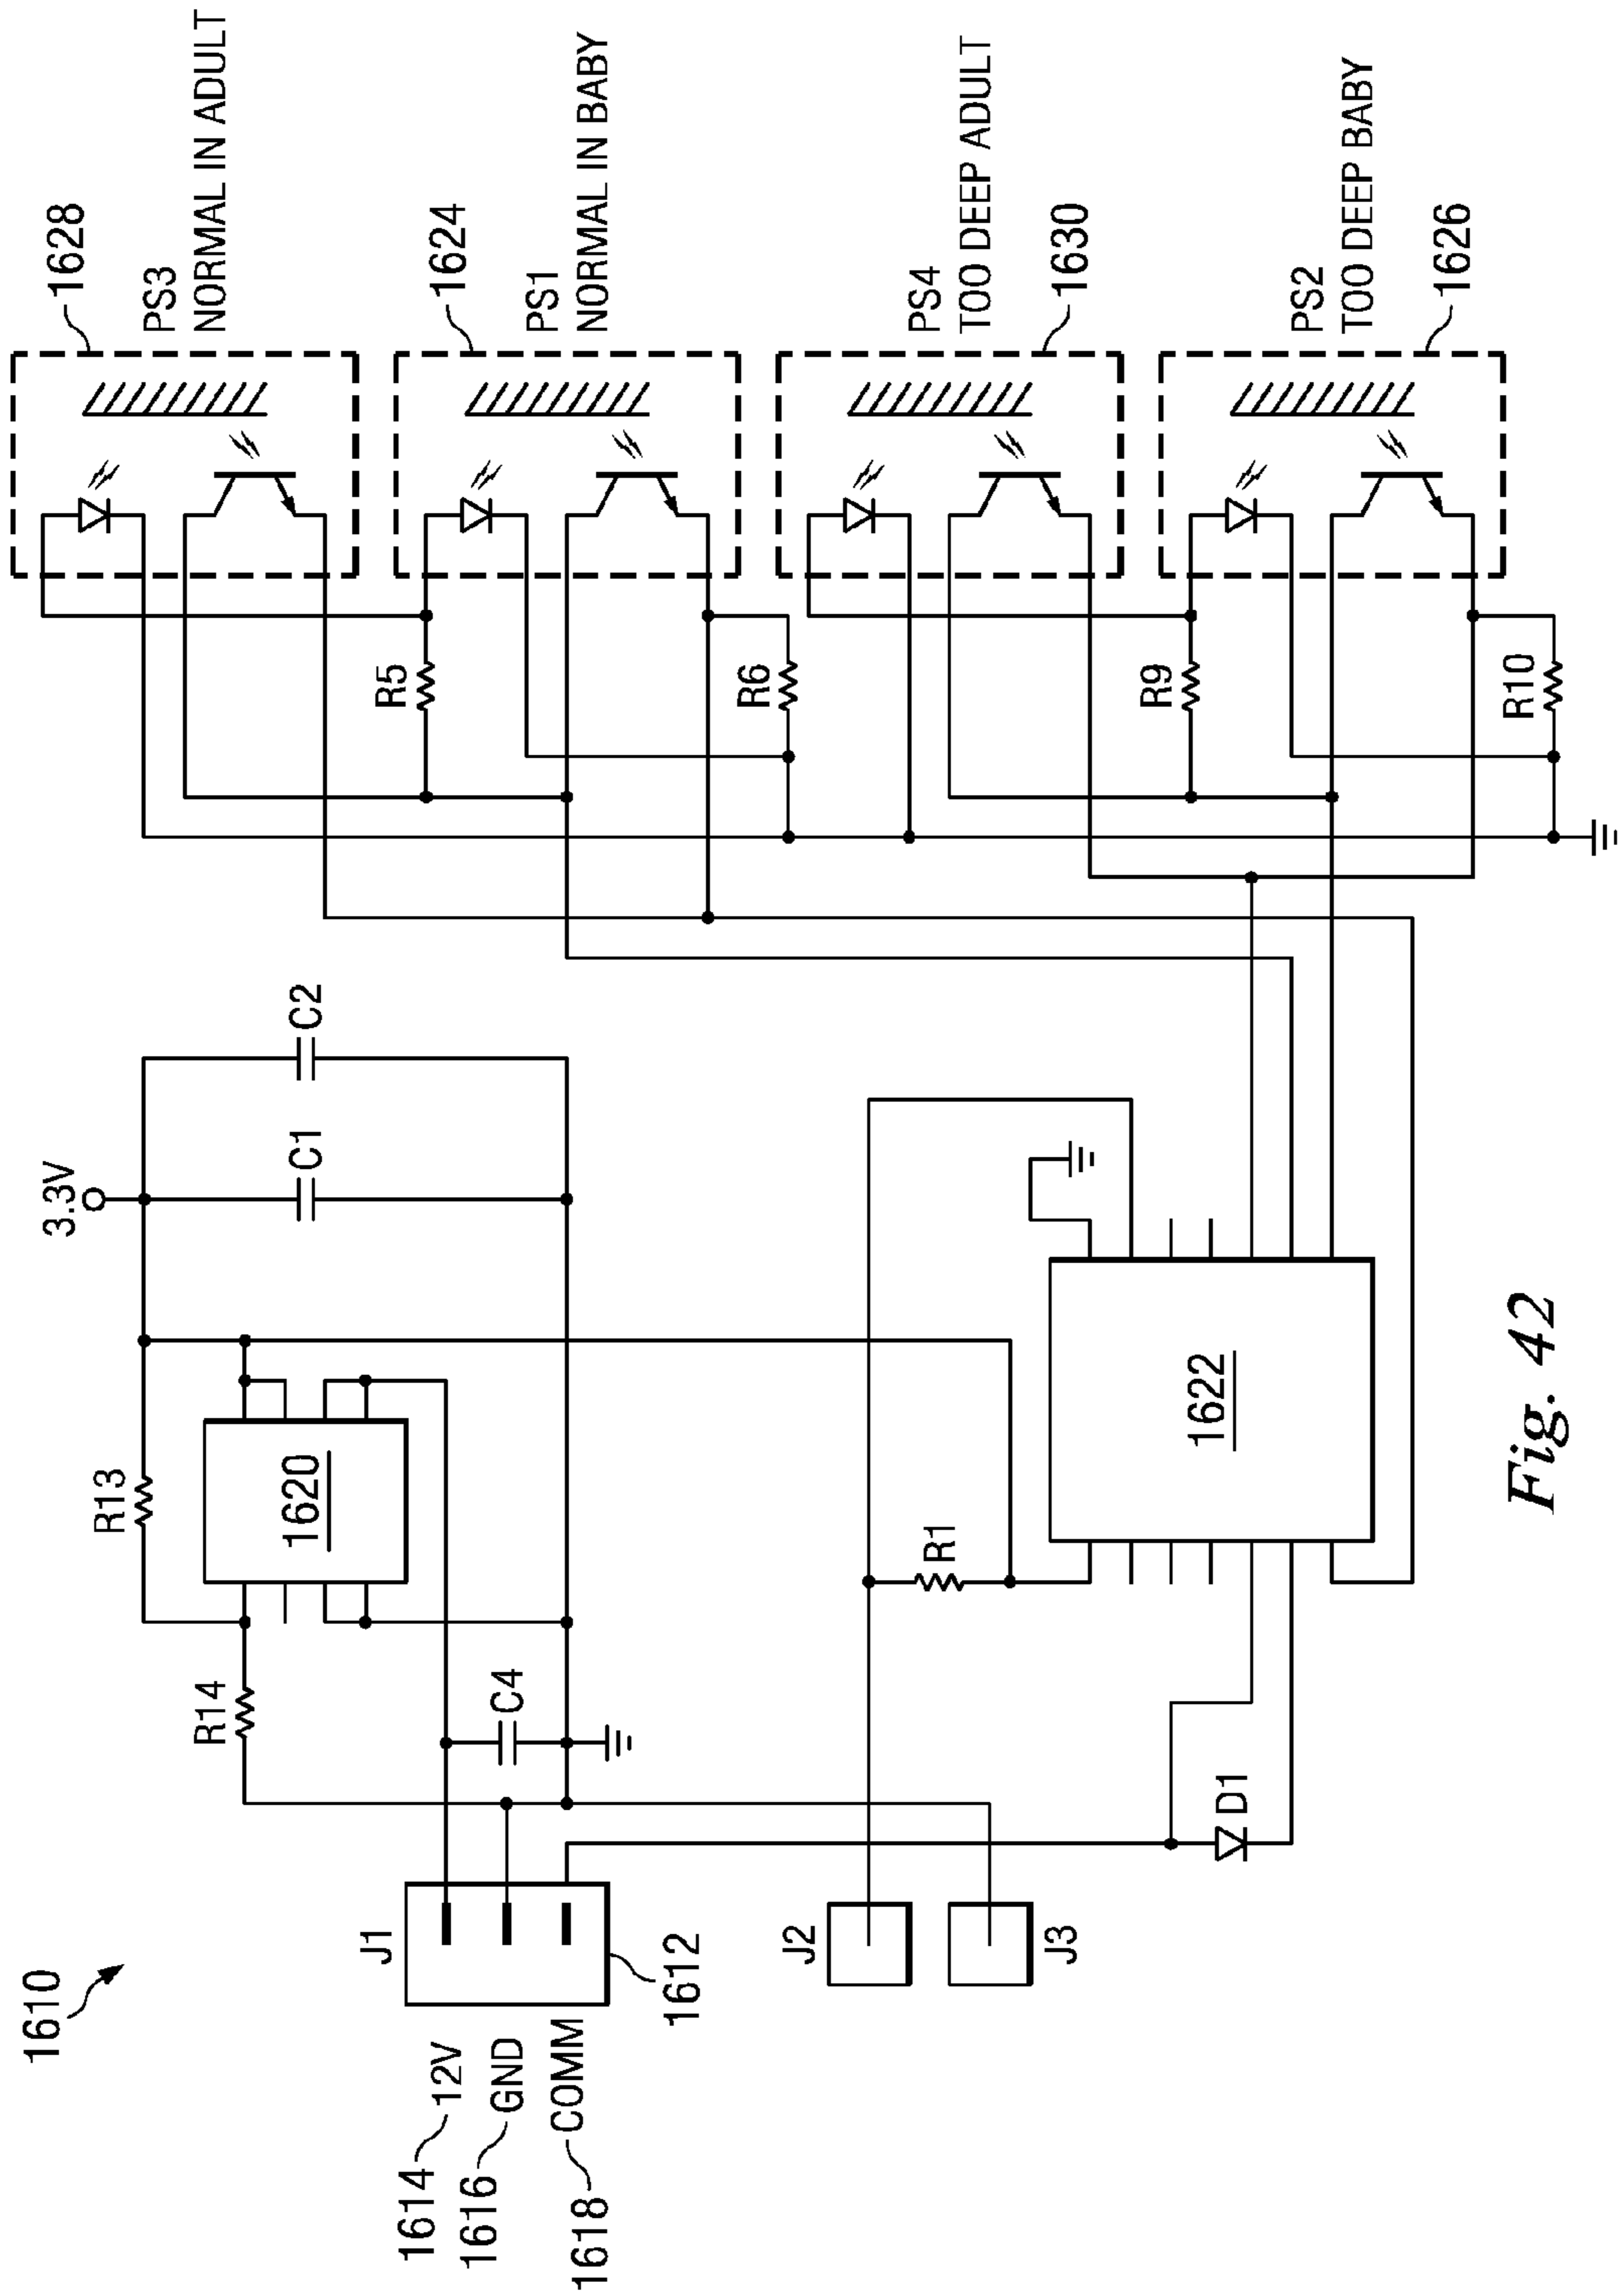 1610
1614
12V
1616
GND
1618
COMM
J1
1612
J2
J3
R14
C4
R13
1620
3.3V
C1
C2
R1
1622
D1
R5
R6
R9
R10
1628
PS3
NORMAL IN ADULT
1624
PS1
NORMAL IN BABY
PS4
TOO DEEP ADULT
1630
PS2
TOO DEEP BABY
1626
Fig. 42